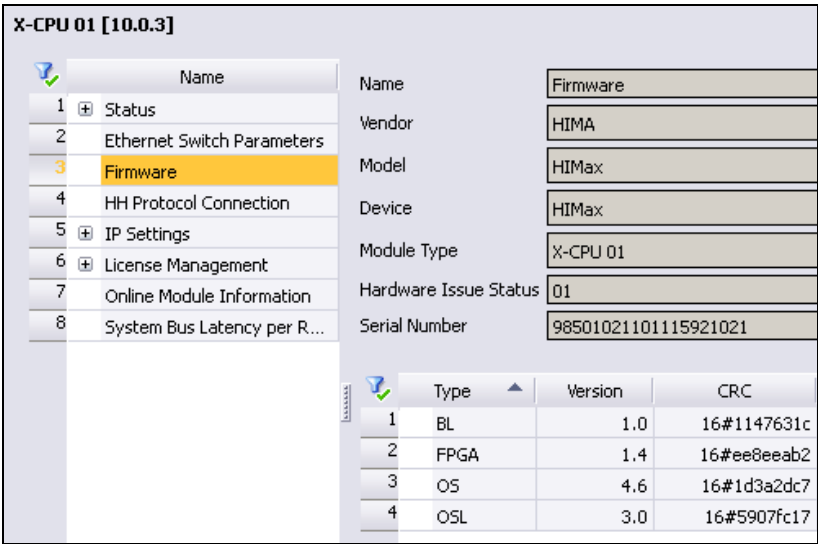 X-CPU 01 [10.0.3]
Name
1 Status
2 Ethernet Switch Parameters
3 Firmware
4 HH Protocol Connection
5 IP Settings
6 License Management
7 Online Module Information
8 System Bus Latency per R...
Name Firmware
Vendor HIMA
Model HIMax
Device HIMax
Module Type X-CPU 01
Hardware Issue Status 01
Serial Number 98501021101115921021
Type Version CRC
1 BL 1.0 16#1147631c
2 FPGA 1.4 16#ee8eeab2
3 OS 4.6 16#1d3a2dc7
4 OSL 3.0 16#5907fc17